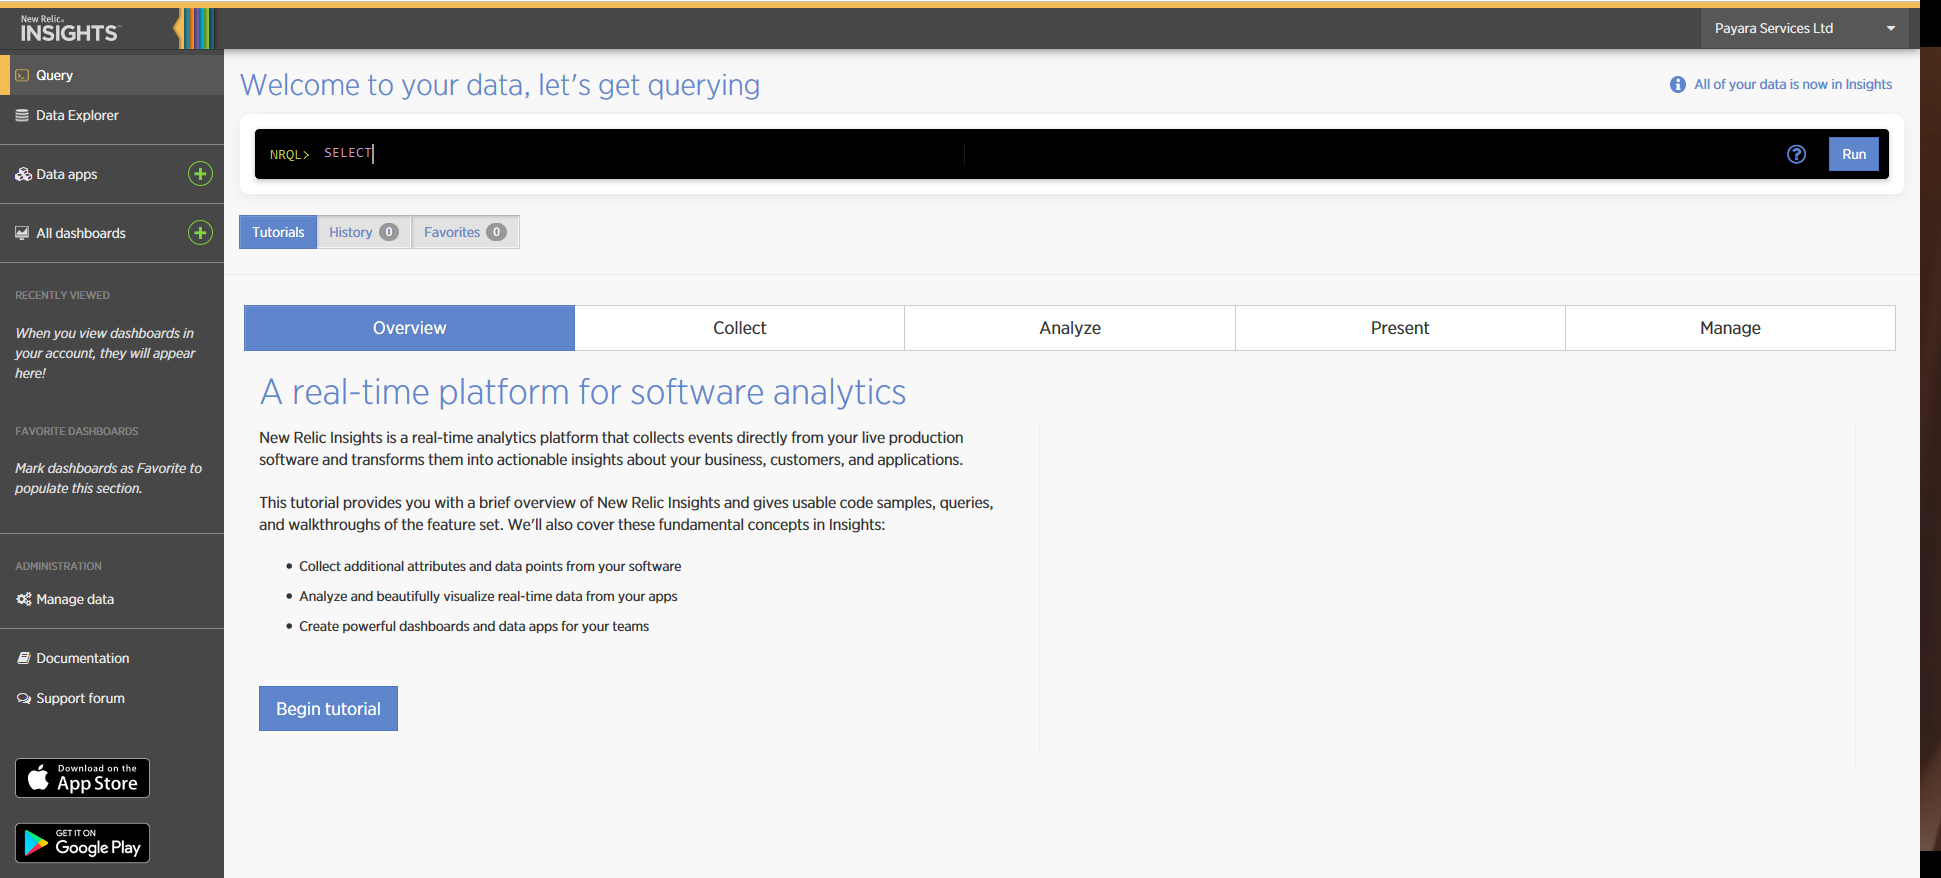 New Relic.
INSIGHTS
Payara Services Ltd
Query
Data Explorer
Data apps
All dashboards
RECENTLY VIEWED
When you view dashboards in
your account, they will appear
here!
FAVORITE DASHBOARDS
Mark dashboards as Favorite to
populate this section.
ADMINISTRATION
Manage data
Documentation
Support forum
Download on the
App Store
GET IT ON
Google Play
Welcome to your data, let's get querying
All of your data is now in Insights
NRQL> SELECT
Run
Tutorials History 0 Favorites 0
Overview Collect Analyze Present Manage
A real-time platform for software analytics
New Relic Insights is a real-time analytics platform that collects events directly from your live production
software and transforms them into actionable insights about your business, customers, and applications.
This tutorial provides you with a brief overview of New Relic Insights and gives usable code samples, queries,
and walkthroughs of the feature set. We'll also cover these fundamental concepts in Insights:
• Collect additional attributes and data points from your software
• Analyze and beautifully visualize real-time data from your apps
• Create powerful dashboards and data apps for your teams
Begin tutorial